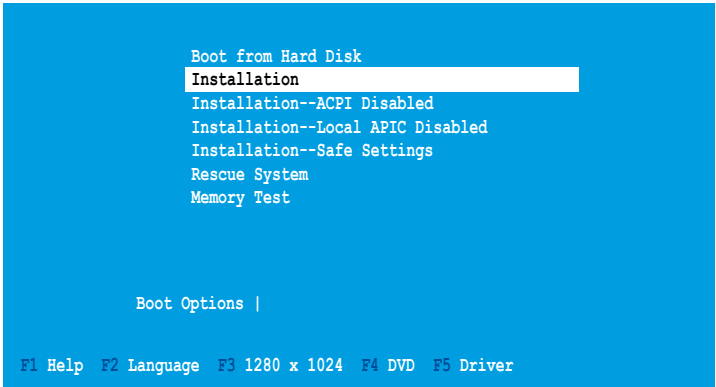 Boot from Hard Disk
Installation
Installation--ACPI Disabled
Installation--Local APIC Disabled
Installation--Safe Settings
Rescue System
Memory Test
Boot Options |
F1 Help F2 Language F3 1280 x 1024 F4 DVD F5 Driver